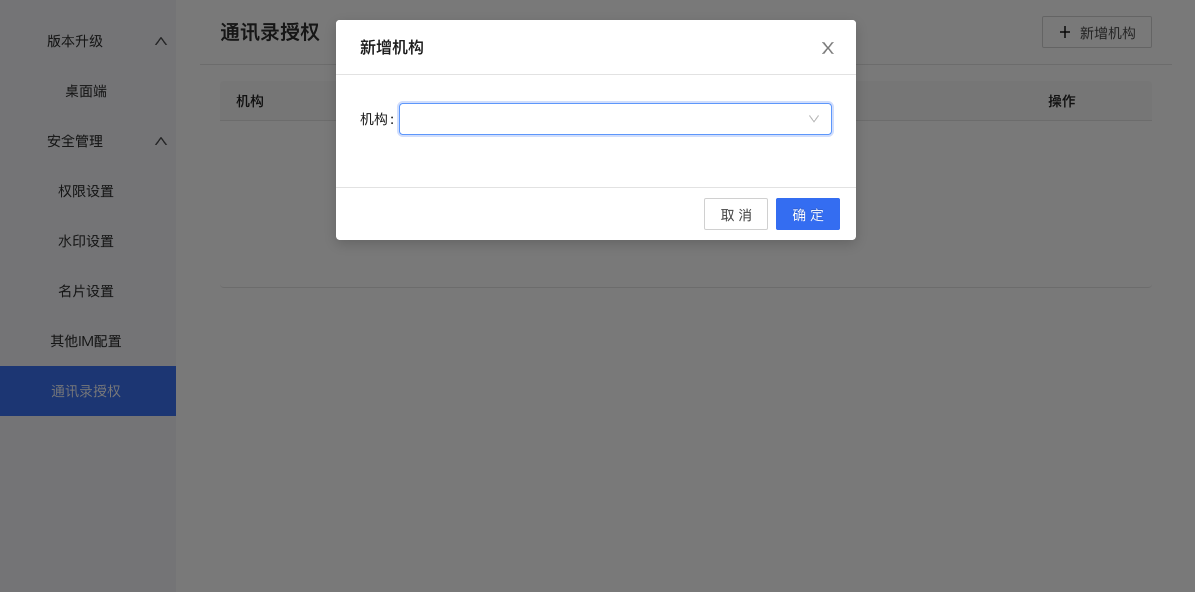 版本升级
桌面端
安全管理
权限设置
水印设置
名片设置
其他IM配置
通讯录授权
通讯录授权
新增机构
机构
操作
新增机构
机构:
取 消
确 定